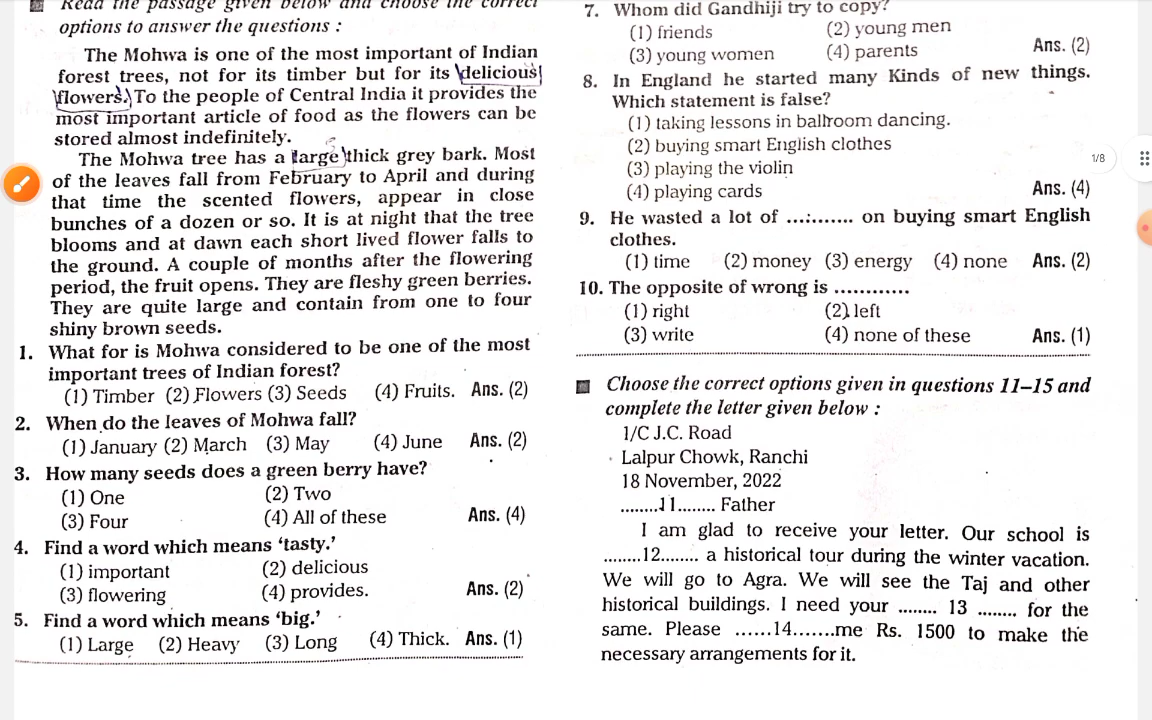 Read the passage given below and choose the correct
options to answer the questions :
The Mohwa is one of the most important of Indian
forest trees, not for its timber but for its delicious
flowers. To the people of Central India it provides the
most important article of food as the flowers can be
stored almost indefinitely.
The Mohwa tree has a large thick grey bark. Most
of the leaves fall from February to April and during
that time the scented flowers, appear in close
bunches of a dozen or so. It is at night that the tree
blooms and at dawn each short lived flower falls to
the ground. A couple of months after the flowering
period, the fruit opens. They are fleshy green berries.
They are quite large and contain from one to four
shiny brown seeds.
1. What for is Mohwa considered to be one of the most
important trees of Indian forest?
(1) Timber (2) Flowers (3) Seeds (4) Fruits. Ans. (2)
2. When do the leaves of Mohwa fall?
(1) January (2) March (3) May (4) June Ans. (2)
3. How many seeds does a green berry have?
(1) One (2) Two
(3) Four (4) All of these Ans. (4)
4. Find a word which means ‘tasty.’
(1) important (2) delicious
(3) flowering (4) provides. Ans. (2)
5. Find a word which means ‘big.’
(1) Large (2) Heavy (3) Long (4) Thick. Ans. (1)
7. Whom did Gandhiji try to copy?
(1) friends (2) young men
(3) young women (4) parents Ans. (2)
8. In England he started many Kinds of new things.
Which statement is false?
(1) taking lessons in ballroom dancing.
(2) buying smart English clothes
(3) playing the violin
(4) playing cards Ans. (4)
9. He wasted a lot of ........... on buying smart English
clothes.
(1) time (2) money (3) energy (4) none Ans. (2)
10. The opposite of wrong is ............
(1) right (2) left
(3) write (4) none of these Ans. (1)
Choose the correct options given in questions 11–15 and
complete the letter given below :
1/C J.C. Road
Lalpur Chowk, Ranchi
18 November, 2022
........11........ Father
I am glad to receive your letter. Our school is
........12........ a historical tour during the winter vacation.
We will go to Agra. We will see the Taj and other
historical buildings. I need your ........ 13 ........ for the
same. Please ......14.......me Rs. 1500 to make the
necessary arrangements for it.
1/8